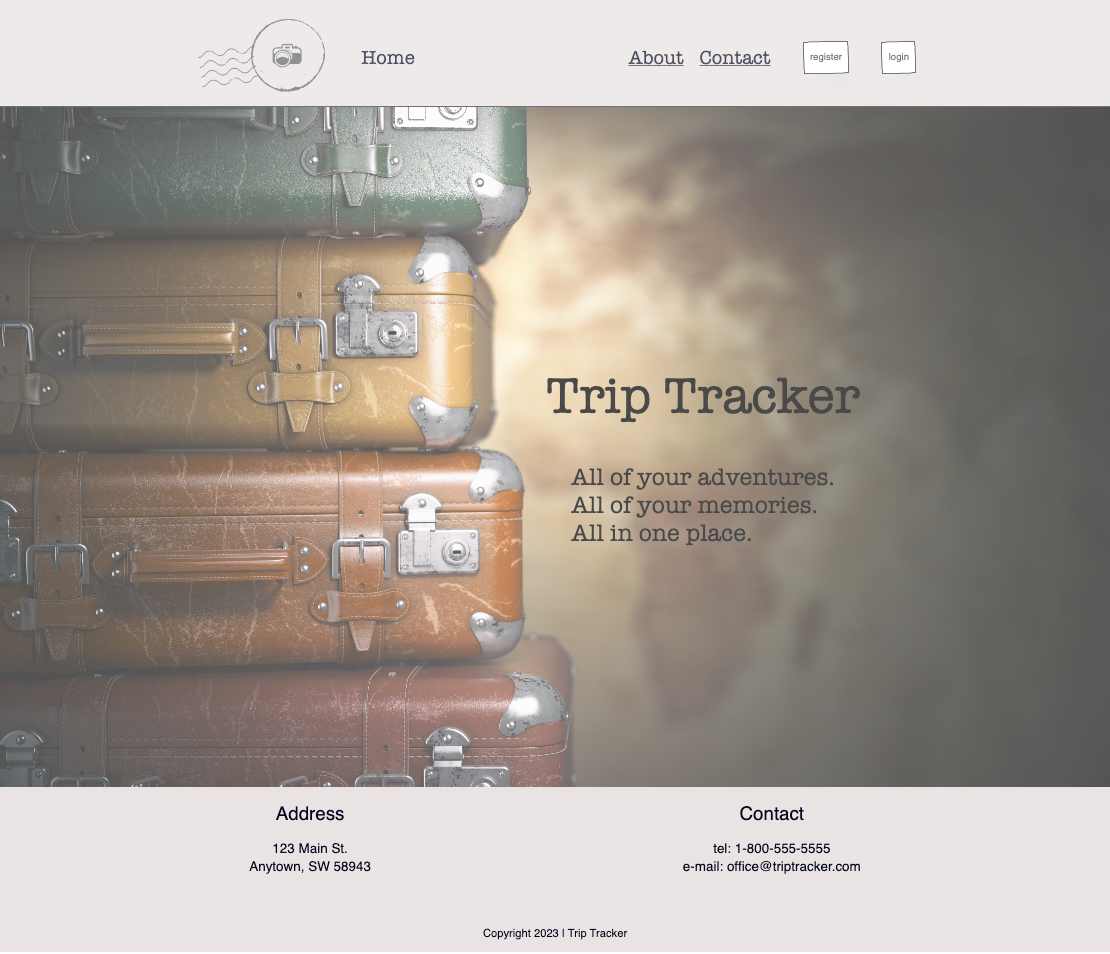 Home
About Contact register login
Trip Tracker
All of your adventures.
All of your memories.
All in one place.
Address
123 Main St.
Anytown, SW 58943
Contact
tel: 1-800-555-5555
e-mail: office@triptracker.com
Copyright 2023 | Trip Tracker